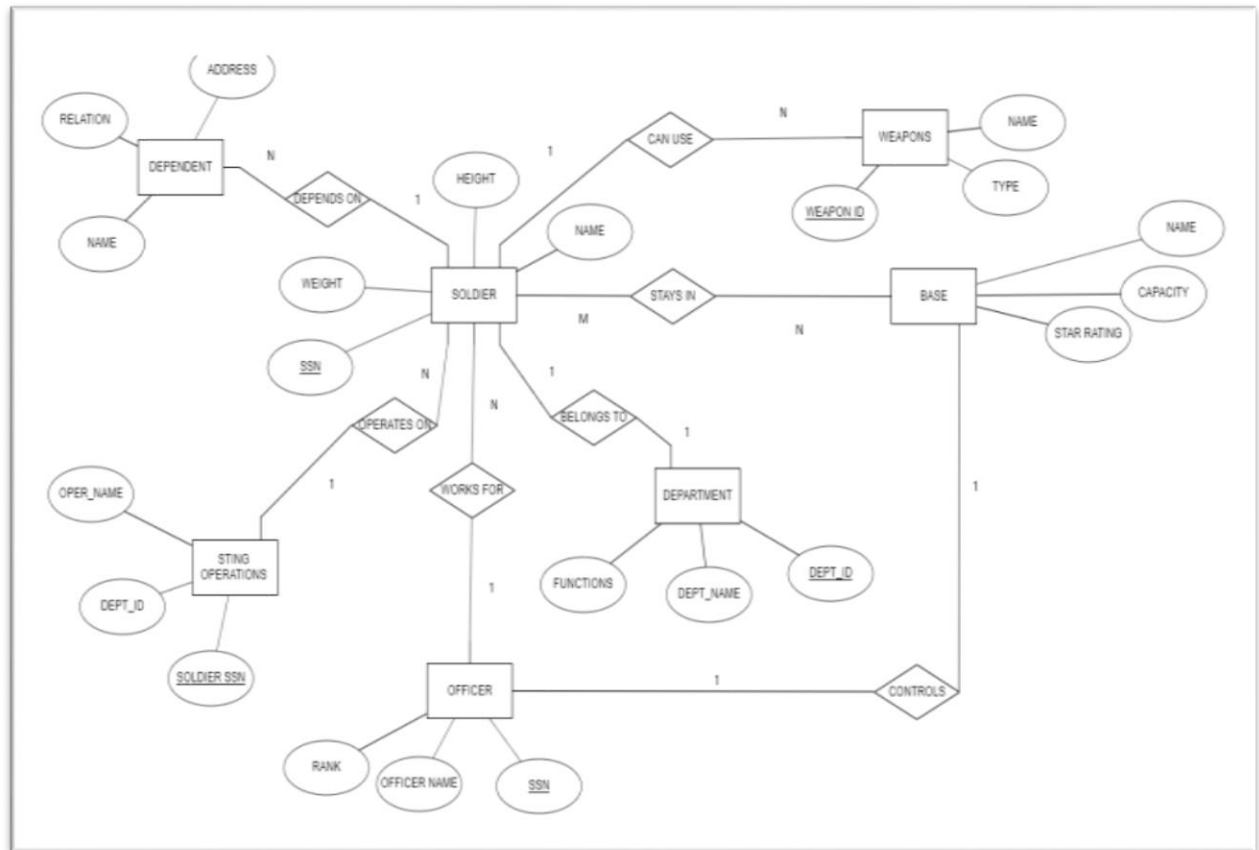 ADDRESS
RELATION
DEPENDENT
N
NAME
DEPENDS ON
1
HEIGHT
1
CAN USE
N
WEAPONS
NAME
TYPE
WEAPON ID
NAME
WEIGHT
SOLDIER
SSN
STAYS IN
M
N
BASE
NAME
CAPACITY
STAR RATING
N
OPERATES ON
1
N
WORKS FOR
1
1
BELONGS TO
1
DEPARTMENT
FUNCTIONS
DEPT_NAME
DEPT_ID
1
OPER_NAME
STING
OPERATIONS
DEPT_ID
SOLDIER SSN
OFFICER
1
CONTROLS
RANK
OFFICER NAME
SSN